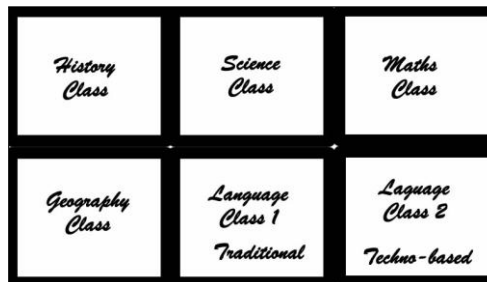 History
Class
Science
Class
Maths
Class
Geography
Class
Language
Class 1
Traditional
Laguage
Class 2
Techno-based